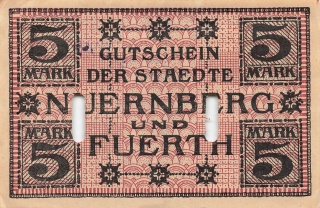 5 MARK
5 MARK
GUTSCHEIN
DER STAEDTE
NUERNBERG
UND
FUERTH
MARK 5
MARK 5